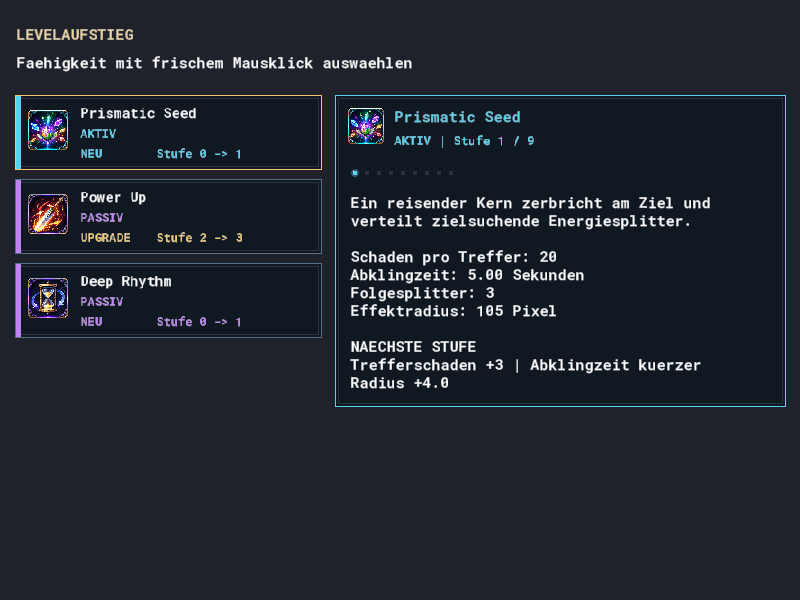 LEVELAUFSTIEG
Faehigkeit mit frischem Mausklick auswaehlen
Prismatic Seed
AKTIV
NEU Stufe 0 -> 1
Power Up
PASSIV
UPGRADE Stufe 2 -> 3
Deep Rhythm
PASSIV
NEU Stufe 0 -> 1
Prismatic Seed
AKTIV | Stufe 1 / 9
Ein reisender Kern zerbricht am Ziel und
verteilt zielsuchende Energiesplitter.
Schaden pro Treffer: 20
Abklingzeit: 5.00 Sekunden
Folgesplitter: 3
Effektradius: 105 Pixel
NAECHSTE STUFE
Trefferschaden +3 | Abklingzeit kuerzer
Radius +4.0